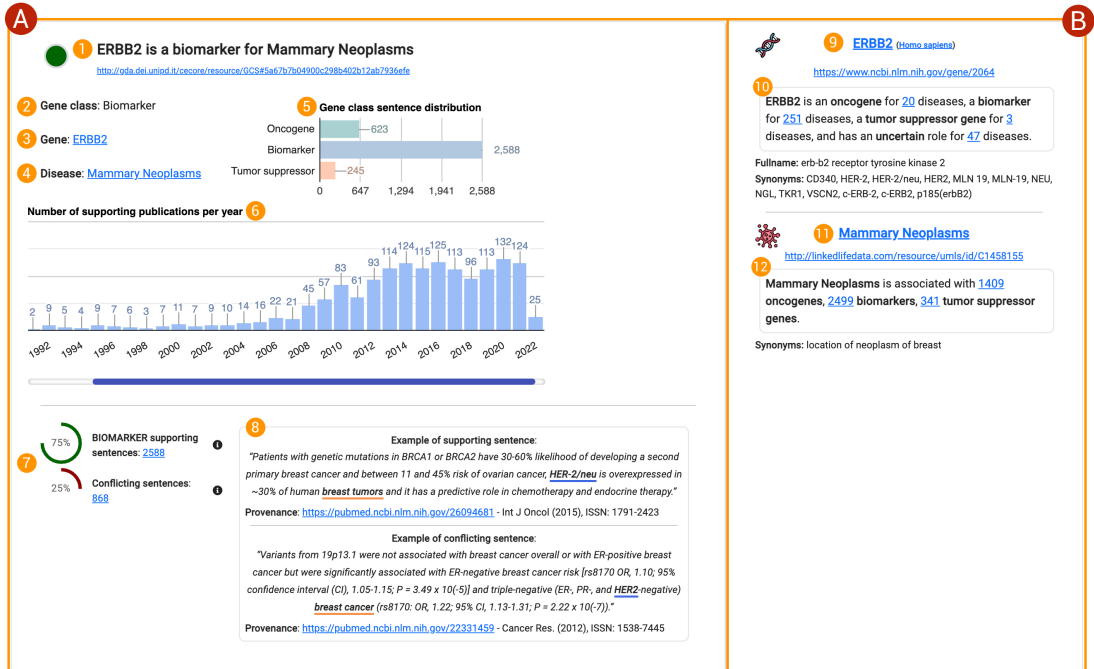 A
B
1 ERBB2 is a biomarker for Mammary Neoplasms
http://gda.dei.unipd.it/cecore/resource/GCS#5a67b7b04900c298b402b12ab7936efe
2 Gene class: Biomarker
3 Gene: ERBB2
4 Disease: Mammary Neoplasms
5 Gene class sentence distribution
Oncogene 623
Biomarker 2,588
Tumor suppressor 245
0 647 1,294 1,941 2,588
Number of supporting publications per year 6
2 9 5 4 9 7 6 3 7 11 7 9 10 14 16 22 21 45 57 83 61 93 114 124 115 125 113 96 113 132 124 25
1992 1994 1996 1998 2000 2002 2004 2006 2008 2010 2012 2014 2016 2018 2020 2022
7
75%
BIOMARKER supporting
sentences: 2588
25%
Conflicting sentences:
868
8
Example of supporting sentence:
"Patients with genetic mutations in BRCA1 or BRCA2 have 30-60% likelihood of developing a second
primary breast cancer and between 11 and 45% risk of ovarian cancer, HER-2/neu is overexpressed in
~30% of human breast tumors and it has a predictive role in chemotherapy and endocrine therapy."
Provenance: https://pubmed.ncbi.nlm.nih.gov/26094681 - Int J Oncol (2015), ISSN: 1791-2423
Example of conflicting sentence:
"Variants from 19p13.1 were not associated with breast cancer overall or with ER-positive breast
cancer but were significantly associated with ER-negative breast cancer risk [rs8170 OR, 1.10; 95%
confidence interval (CI), 1.05-1.15; P = 3.49 x 10(-5)] and triple-negative (ER-, PR-, and HER2-negative)
breast cancer (rs8170: OR, 1.22; 95% CI, 1.13-1.31; P = 2.22 x 10(-7))."
Provenance: https://pubmed.ncbi.nlm.nih.gov/22331459 - Cancer Res. (2012), ISSN: 1538-7445
9 ERBB2 (Homo sapiens)
https://www.ncbi.nlm.nih.gov/gene/2064
10
ERBB2 is an oncogene for 20 diseases, a biomarker
for 251 diseases, a tumor suppressor gene for 3
diseases, and has an uncertain role for 47 diseases.
Fullname: erb-b2 receptor tyrosine kinase 2
Synonyms: CD340, HER-2, HER-2/neu, HER2, MLN 19, MLN-19, NEU,
NGL, TKR1, VSCN2, c-ERB-2, c-ERB2, p185(erbB2)
11 Mammary Neoplasms
http://linkedlifedata.com/resource/umls/id/C1458155
12
Mammary Neoplasms is associated with 1409
oncogenes, 2499 biomarkers, 341 tumor suppressor
genes.
Synonyms: location of neoplasm of breast